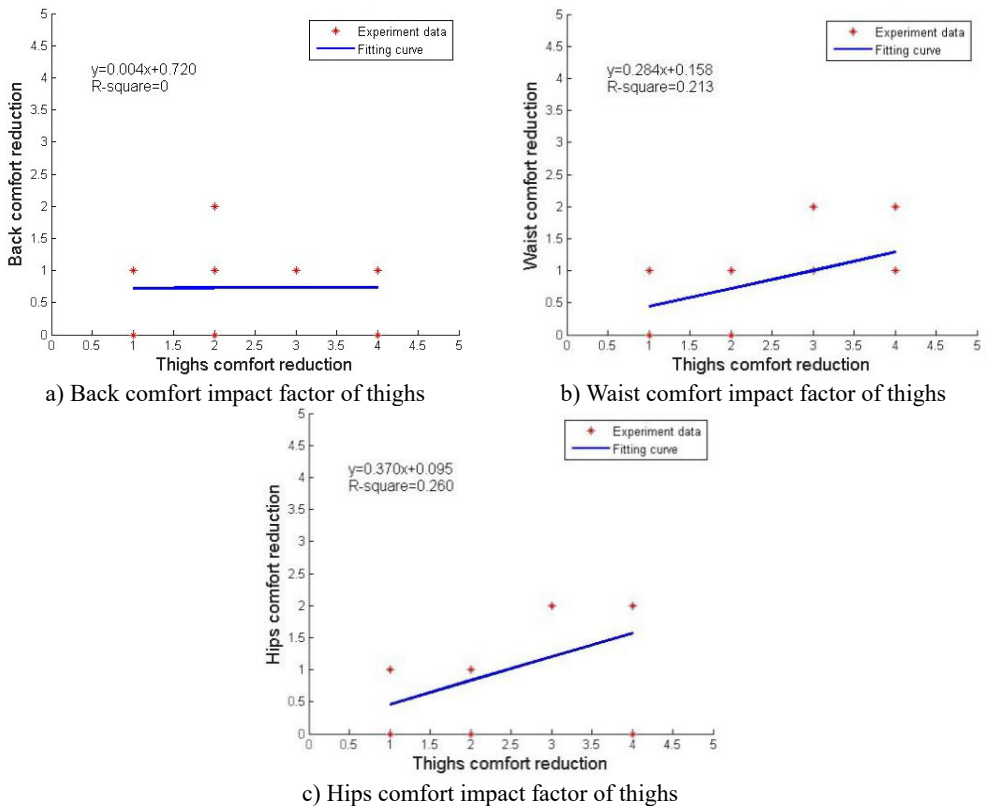 5
4.5
4
3.5
3
2.5
2
1.5
1
0.5
0
Back comfort reduction
Experiment data
Fitting curve
y=0.004x+0.720
R-square=0
0 0.5 1 1.5 2 2.5 3 3.5 4 4.5 5
Thighs comfort reduction
a) Back comfort impact factor of thighs
5
4.5
4
3.5
3
2.5
2
1.5
1
0.5
0
Waist comfort reduction
Experiment data
Fitting curve
y=0.284x+0.158
R-square=0.213
0 0.5 1 1.5 2 2.5 3 3.5 4 4.5 5
Thighs comfort reduction
b) Waist comfort impact factor of thighs
5
4.5
4
3.5
3
2.5
2
1.5
1
0.5
0
Hips comfort reduction
Experiment data
Fitting curve
y=0.370x+0.095
R-square=0.260
0 0.5 1 1.5 2 2.5 3 3.5 4 4.5 5
Thighs comfort reduction
c) Hips comfort impact factor of thighs